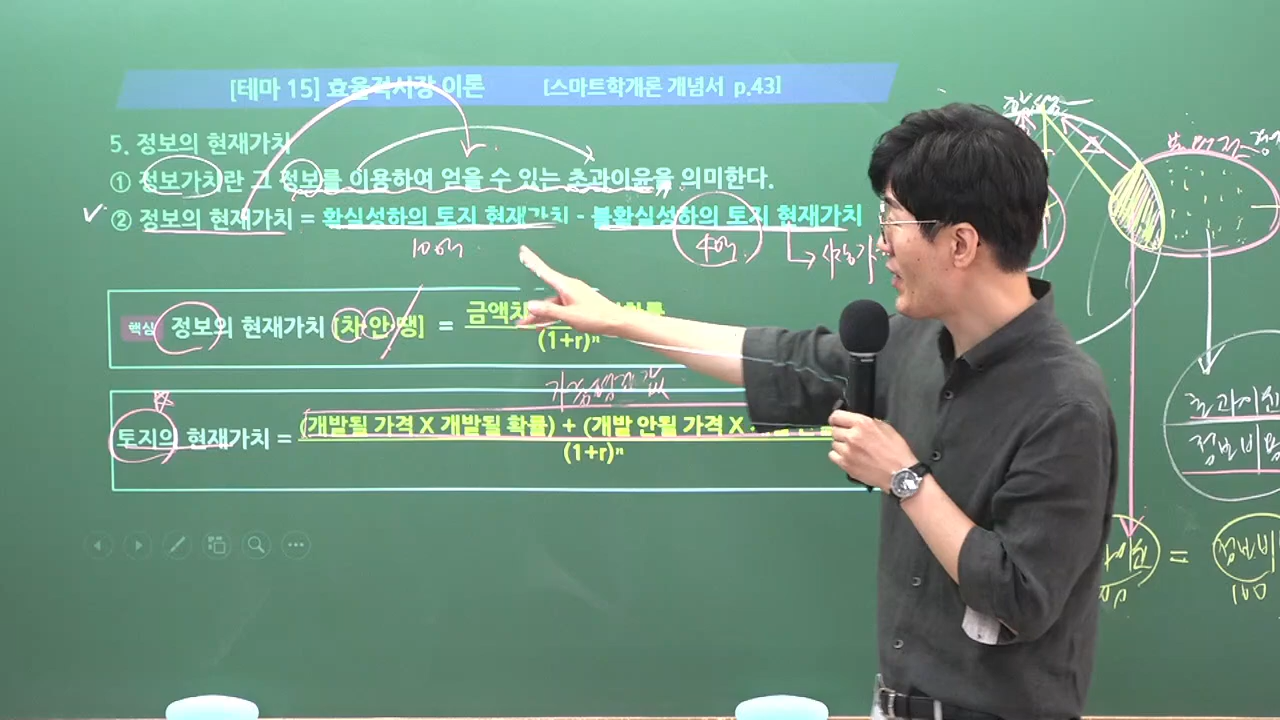 [테마 15] 효율적시장 이론 [스마트학개론 개념서 p.43]
5. 정보의 현재가치
① 정보가치란 그 정보를 이용하여 얻을 수 있는 초과이윤을 의미한다.
② 정보의 현재가치 = 확실성하의 토지 현재가치 - 불확실성하의 토지 현재가치
10억
4억
핵심 정보의 현재가치 [차·안·땡] = 금액차
(1+r)ⁿ
토지의 현재가치 = (개발될 가격 X 개발될 확률) + (개발 안될 가격 X
(1+r)ⁿ
초과이윤
정보비용
=
정보비
100